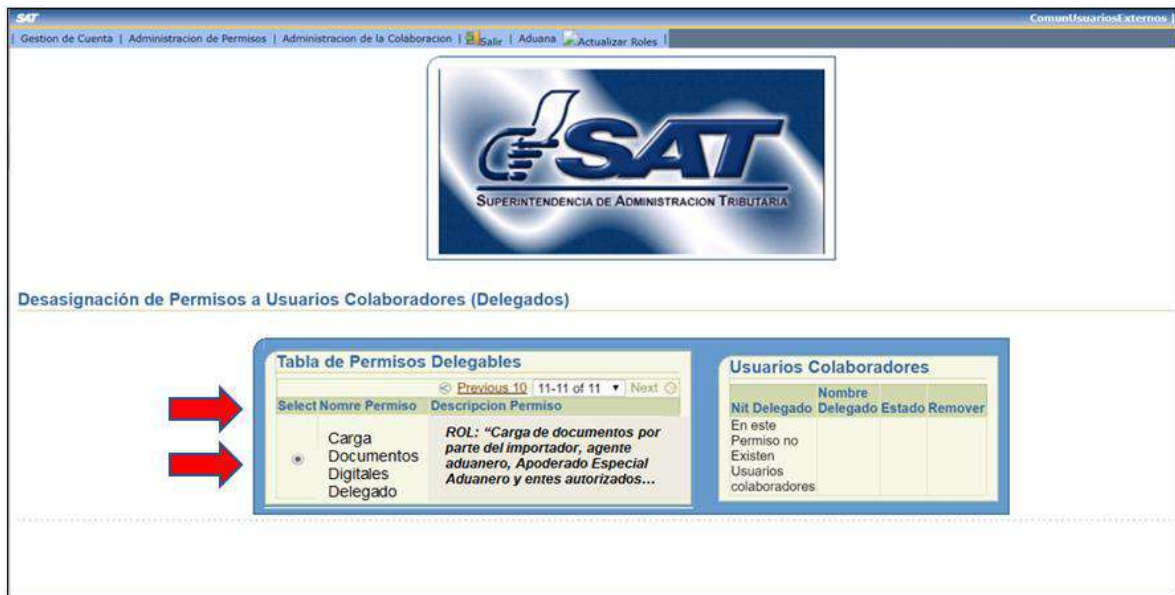 SAT
ComunUsuariosExternos |
| Gestion de Cuenta | Administracion de Permisos | Administracion de la Colaboracion | Salir | Aduana Actualizar Roles |
SAT
SUPERINTENDENCIA DE ADMINISTRACION TRIBUTARIA
Desasignación de Permisos a Usuarios Colaboradores (Delegados)
Tabla de Permisos Delegables
Previous 10 11-11 of 11 Next
Select Nomre Permiso Descripcion Permiso
Carga
Documentos
Digitales
Delegado
ROL: “Carga de documentos por
parte del importador, agente
aduanero, Apoderado Especial
Aduanero y entes autorizados…
Usuarios Colaboradores
Nit Delegado Nombre Delegado Estado Remover
En este
Permiso no
Existen
Usuarios
colaboradores